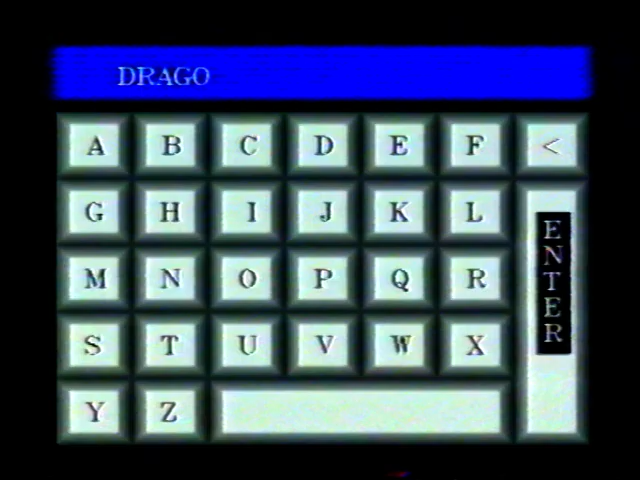 DRAGO
A B C D E F <
G H I J K L
M N O P Q R
S T U V W X
Y Z
ENTER